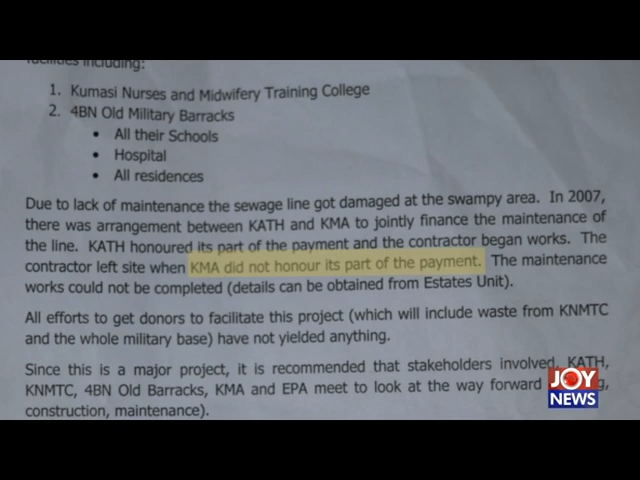 facilities including:
1. Kumasi Nurses and Midwifery Training College
2. 4BN Old Military Barracks
• All their Schools
• Hospital
• All residences
Due to lack of maintenance the sewage line got damaged at the swampy area. In 2007,
there was arrangement between KATH and KMA to jointly finance the maintenance of
the line. KATH honoured its part of the payment and the contractor began works. The
contractor left site when KMA did not honour its part of the payment. The maintenance
works could not be completed (details can be obtained from Estates Unit).
All efforts to get donors to facilitate this project (which will include waste from KNMTC
and the whole military base) have not yielded anything.
Since this is a major project, it is recommended that stakeholders involved, KATH,
KNMTC, 4BN Old Barracks, KMA and EPA meet to look at the way forward
construction, maintenance).
JOY
NEWS